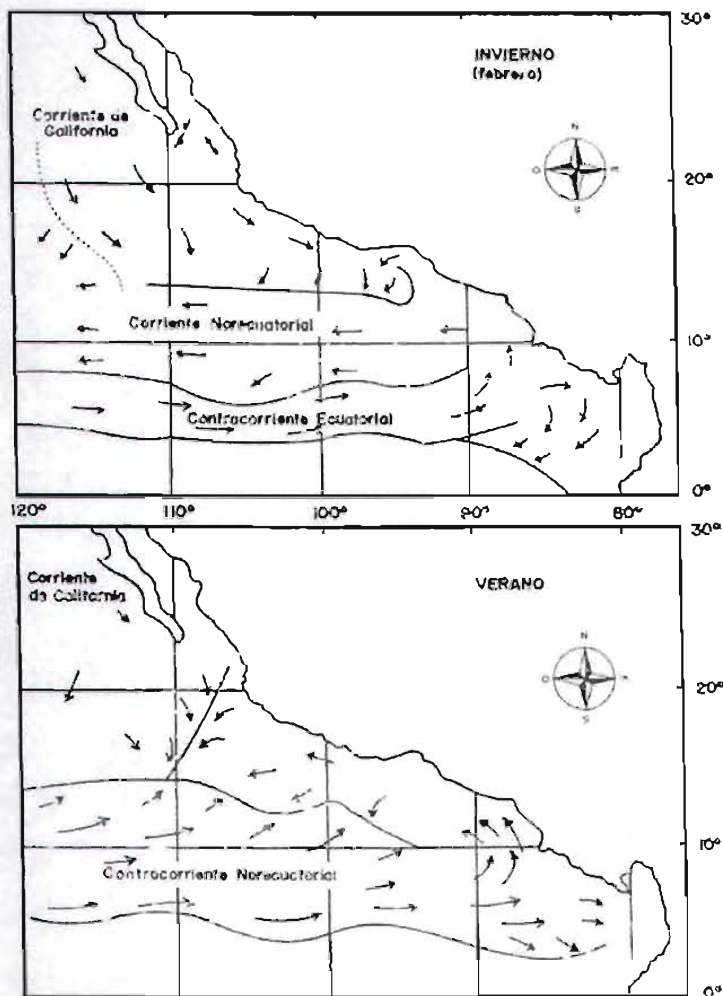 30°
INVIERNO
(febrero)
Corriente de
California
N
O
E
S
20°
Corriente Norecuatorial
10°
Contracorriente Ecuatorial
0°
120°
110°
100°
90°
80°
30°
Corriente
de California
VERANO
N
O
E
S
20°
10°
Contracorriente Norecuatorial
0°